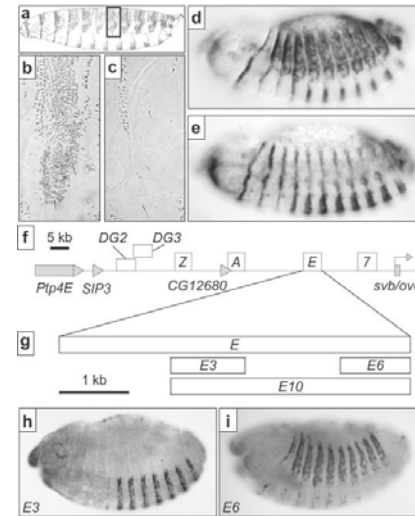 a
b
c
d
e
f
5 kb
DG2
DG3
Z
A
E
7
Ptp4E
SIP3
CG12680
svb/ovo
g
E
E3
E6
E10
1 kb
h
E3
i
E6